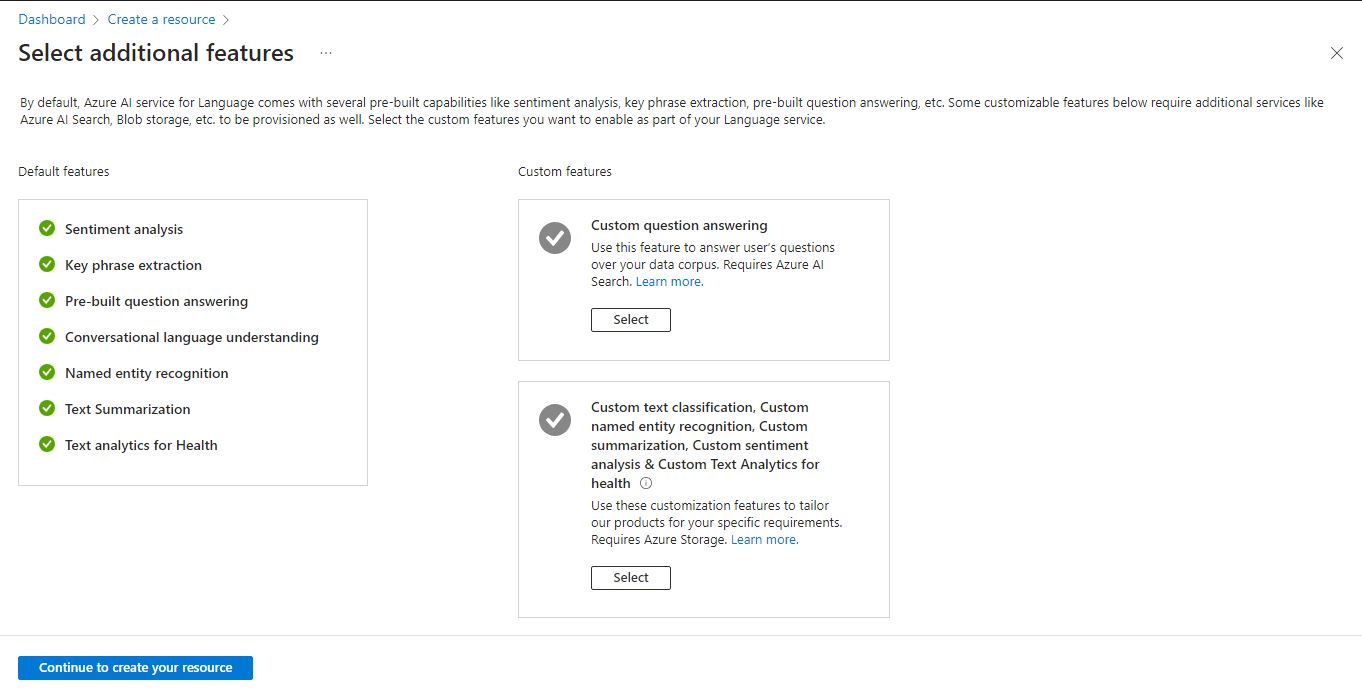 Dashboard > Create a resource >
Select additional features ...
By default, Azure AI service for Language comes with several pre-built capabilities like sentiment analysis, key phrase extraction, pre-built question answering, etc. Some customizable features below require additional services like
Azure AI Search, Blob storage, etc. to be provisioned as well. Select the custom features you want to enable as part of your Language service.
Default features
Sentiment analysis
Key phrase extraction
Pre-built question answering
Conversational language understanding
Named entity recognition
Text Summarization
Text analytics for Health
Custom features
Custom question answering
Use this feature to answer user's questions
over your data corpus. Requires Azure AI
Search. Learn more.
Select
Custom text classification, Custom
named entity recognition, Custom
summarization, Custom sentiment
analysis & Custom Text Analytics for
health
Use these customization features to tailor
our products for your specific requirements.
Requires Azure Storage. Learn more.
Select
Continue to create your resource